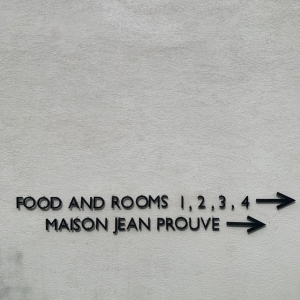 FOOD AND ROOMS 1, 2, 3, 4 →
MAISON JEAN PROUVE →